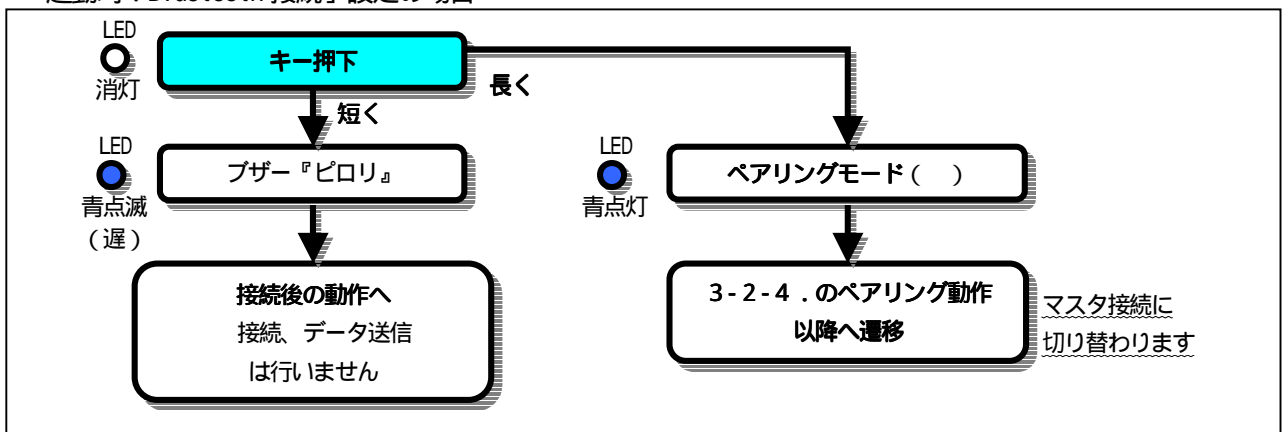 LED
消灯
キー押下
長く
短く
LED
青点滅
(遅)
ブザー『ピロリ』
LED
青点灯
ペアリングモード(　)
接続後の動作へ
接続、データ送信
は行いません
3-2-4．のペアリング動作
以降へ遷移
マスタ接続に
切り替わります